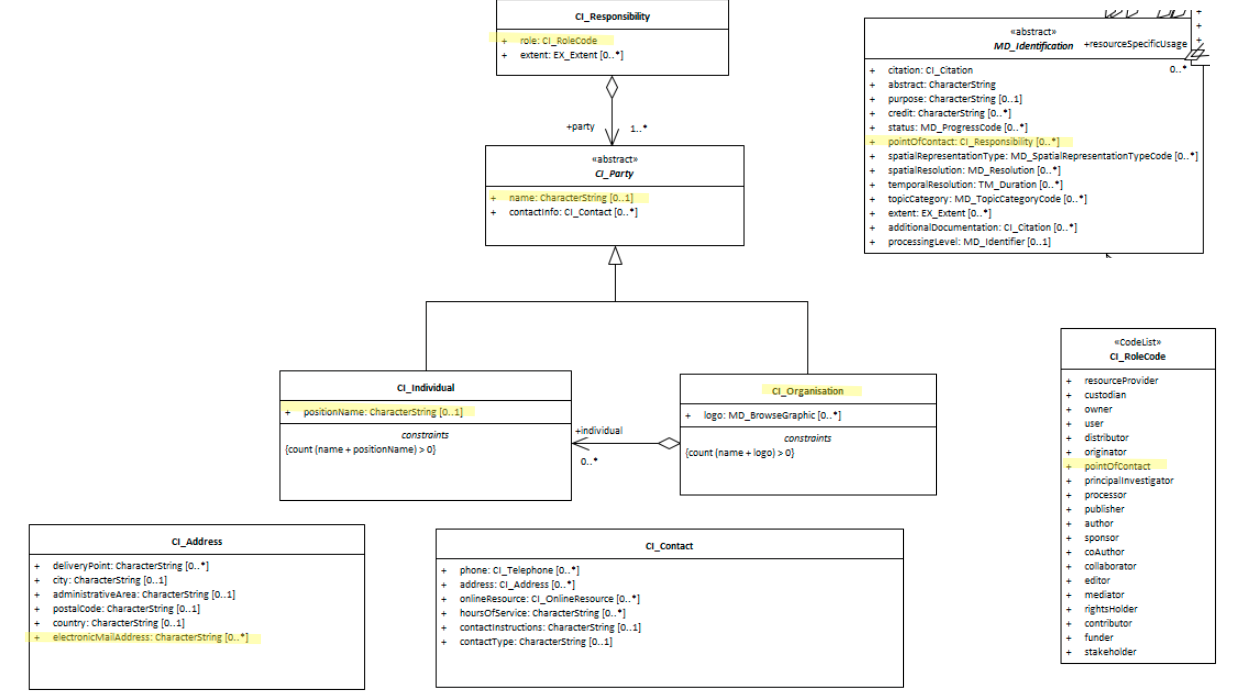 CI_Responsibility
+ role: CI_RoleCode
+ extent: EX_Extent [0..*]
+party
1..*
«abstract»
CI_Party
+ name: CharacterString [0..1]
+ contactInfo: CI_Contact [0..*]
«abstract»
MD_Identification
+resourceSpecificUsage
0..*
+ citation: CI_Citation
+ abstract: CharacterString
+ purpose: CharacterString [0..1]
+ credit: CharacterString [0..*]
+ status: MD_ProgressCode [0..*]
+ pointOfContact: CI_Responsibility [0..*]
+ spatialRepresentationType: MD_SpatialRepresentationTypeCode [0..*]
+ spatialResolution: MD_Resolution [0..*]
+ temporalResolution: TM_Duration [0..*]
+ topicCategory: MD_TopicCategoryCode [0..*]
+ extent: EX_Extent [0..*]
+ additionalDocumentation: CI_Citation [0..*]
+ processingLevel: MD_Identifier [0..1]
CI_Individual
+ positionName: CharacterString [0..1]
constraints
{count (name + positionName) > 0}
+individual
0..*
CI_Organisation
+ logo: MD_BrowseGraphic [0..*]
constraints
{count (name + logo) > 0}
«CodeList»
CI_RoleCode
+ resourceProvider
+ custodian
+ owner
+ user
+ distributor
+ originator
+ pointOfContact
+ principalInvestigator
+ processor
+ publisher
+ author
+ sponsor
+ coAuthor
+ collaborator
+ editor
+ mediator
+ rightsHolder
+ contributor
+ funder
+ stakeholder
CI_Address
+ deliveryPoint: CharacterString [0..*]
+ city: CharacterString [0..1]
+ administrativeArea: CharacterString [0..1]
+ postalCode: CharacterString [0..1]
+ country: CharacterString [0..1]
+ electronicMailAddress: CharacterString [0..*]
CI_Contact
+ phone: CI_Telephone [0..*]
+ address: CI_Address [0..*]
+ onlineResource: CI_OnlineResource [0..*]
+ hoursOfService: CharacterString [0..*]
+ contactInstructions: CharacterString [0..1]
+ contactType: CharacterString [0..1]